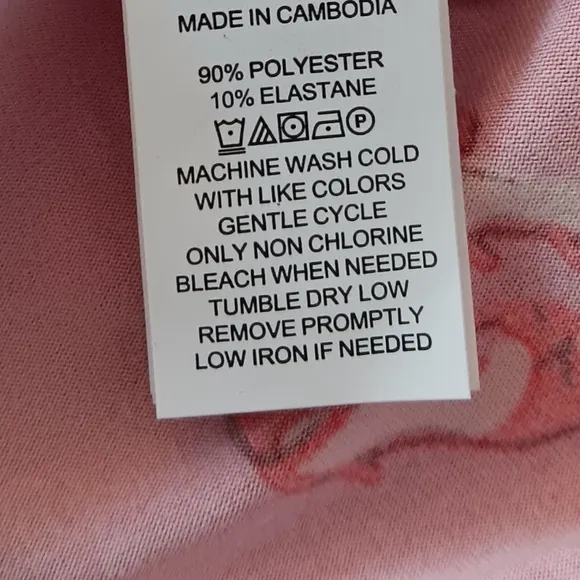 MADE IN CAMBODIA
90% POLYESTER
10% ELASTANE
P
MACHINE WASH COLD
WITH LIKE COLORS
GENTLE CYCLE
ONLY NON CHLORINE
BLEACH WHEN NEEDED
TUMBLE DRY LOW
REMOVE PROMPTLY
LOW IRON IF NEEDED